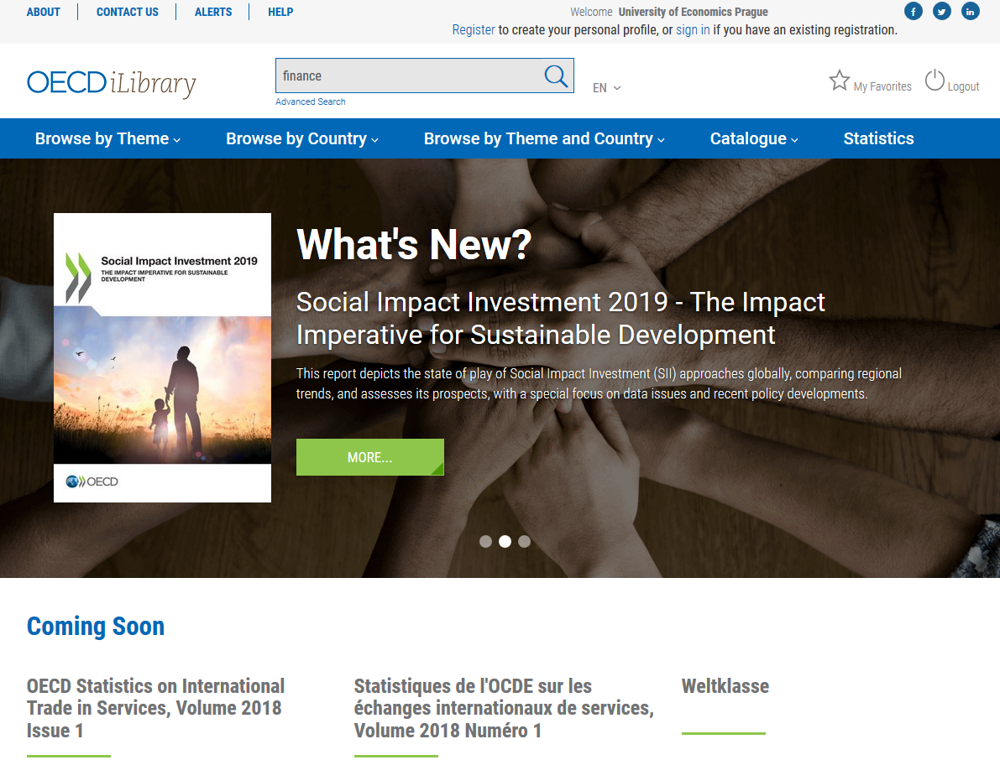 ABOUT CONTACT US ALERTS HELP
Welcome University of Economics Prague
Register to create your personal profile, or sign in if you have an existing registration.
OECD iLibrary
finance
Advanced Search
EN
My Favorites
Logout
Browse by Theme Browse by Country Browse by Theme and Country Catalogue Statistics
Social Impact Investment 2019
THE IMPACT IMPERATIVE FOR SUSTAINABLE
DEVELOPMENT
OECD
What's New?
Social Impact Investment 2019 - The Impact
Imperative for Sustainable Development
This report depicts the state of play of Social Impact Investment (SII) approaches globally, comparing regional
trends, and assesses its prospects, with a special focus on data issues and recent policy developments.
MORE...
Coming Soon
OECD Statistics on International
Trade in Services, Volume 2018
Issue 1
Statistiques de l'OCDE sur les
échanges internationaux de services,
Volume 2018 Numéro 1
Weltklasse